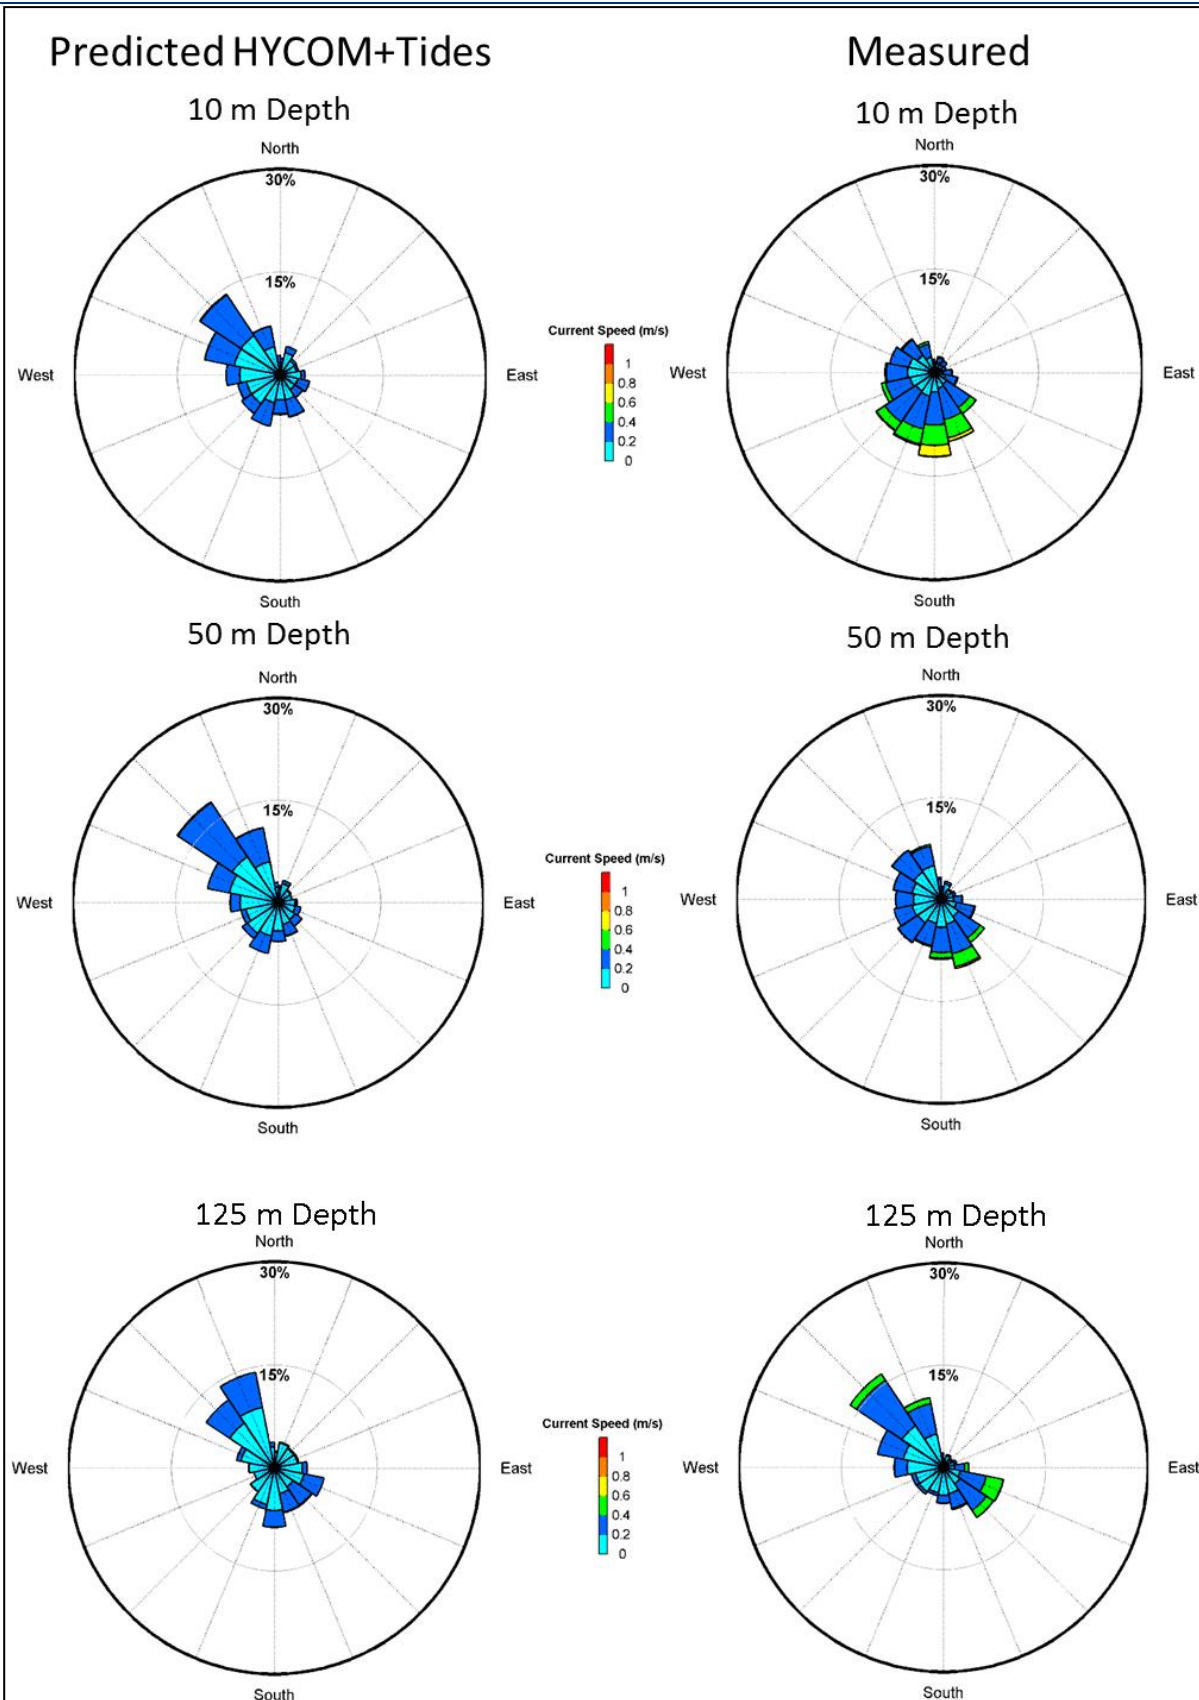 Predicted HYCOM+Tides
Measured
10 m Depth
10 m Depth
North
30%
15%
West
East
South
Current Speed (m/s)
1
0.8
0.6
0.4
0.2
0
North
30%
15%
West
East
South
50 m Depth
50 m Depth
North
30%
15%
West
East
South
Current Speed (m/s)
1
0.8
0.6
0.4
0.2
0
North
30%
15%
West
East
South
125 m Depth
125 m Depth
North
30%
15%
West
East
South
Current Speed (m/s)
1
0.8
0.6
0.4
0.2
0
North
30%
15%
West
East
South